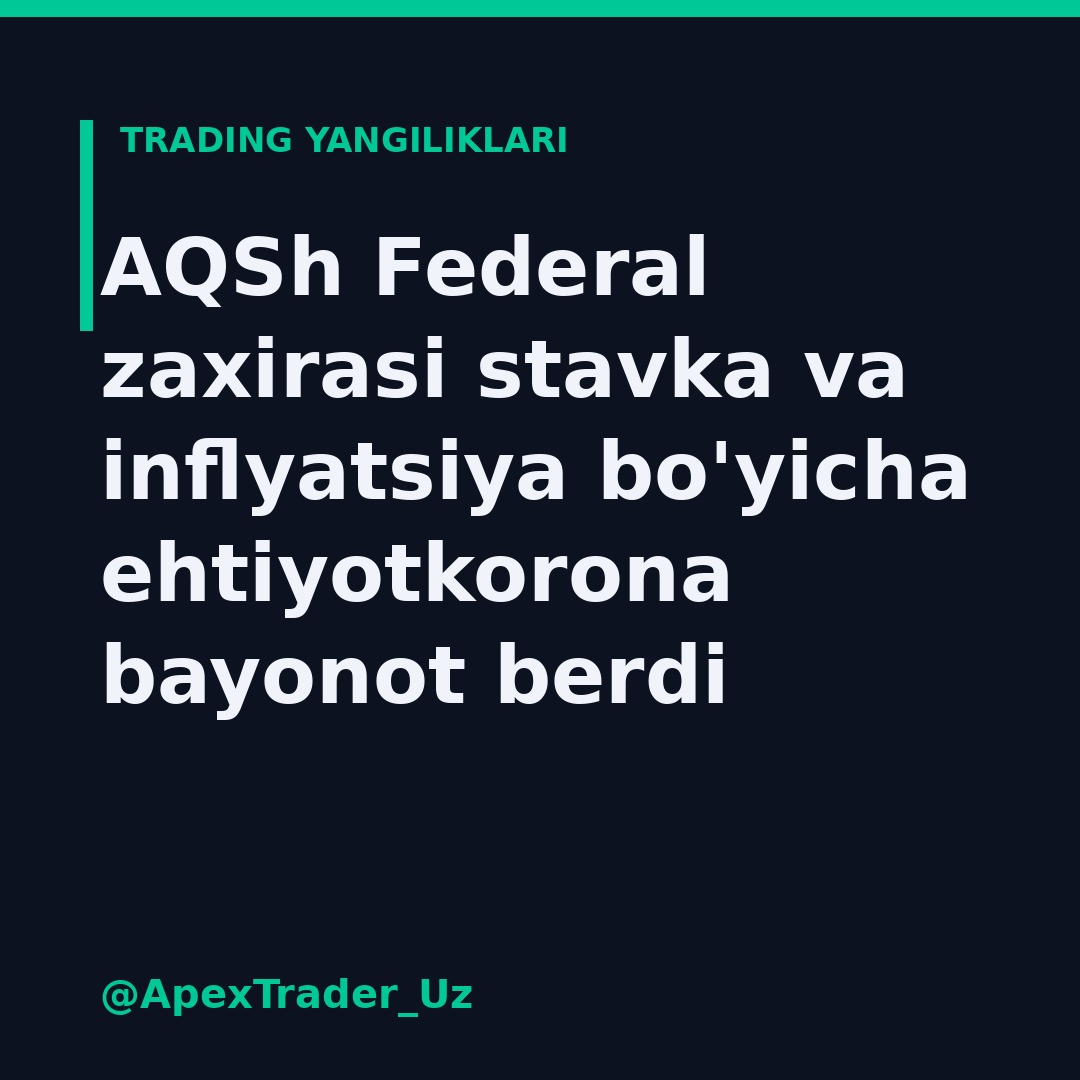 TRADING YANGILIKLARI
AQSh Federal
zaxirasi stavka va
inflyatsiya bo'yicha
ehtiyotkorona
bayonot berdi
@ApexTrader_Uz